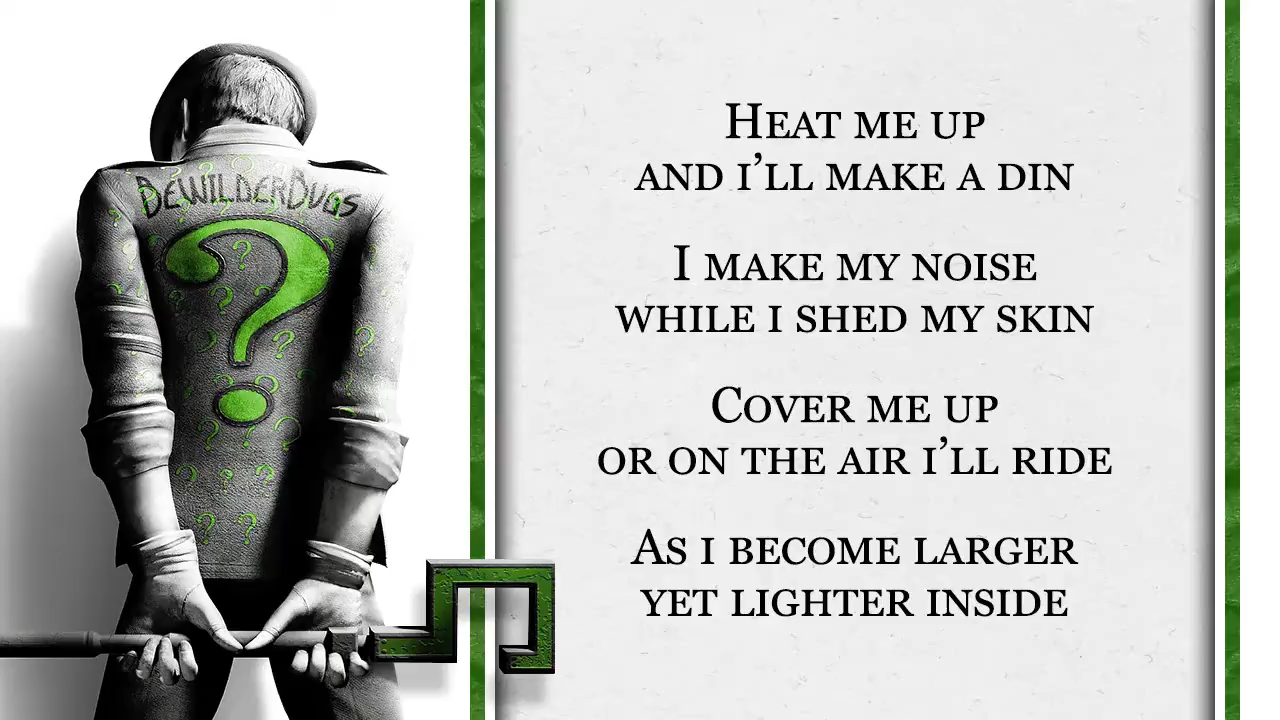 BEWILDERBUGS
?
HEAT ME UP
AND I’LL MAKE A DIN
I MAKE MY NOISE
WHILE I SHED MY SKIN
COVER ME UP
OR ON THE AIR I’LL RIDE
AS I BECOME LARGER
YET LIGHTER INSIDE